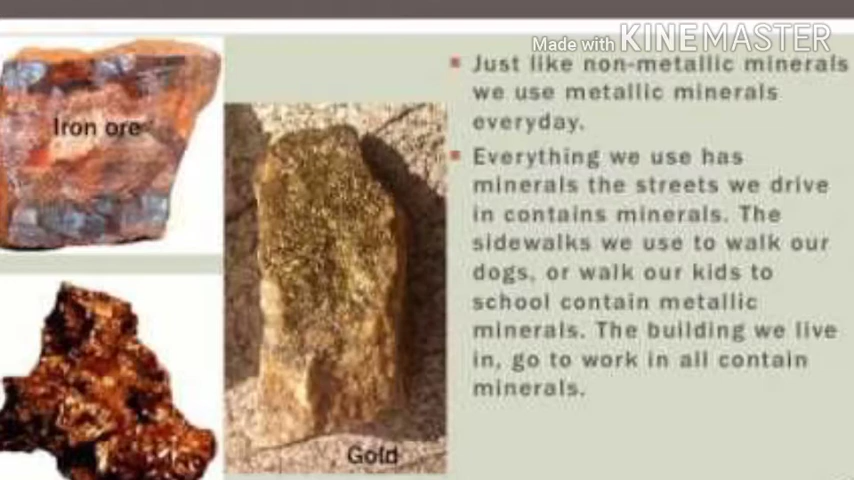 Made with KINEMASTER
Iron ore
Gold
Just like non-metallic minerals
we use metallic minerals
everyday.
Everything we use has
minerals the streets we drive
in contains minerals. The
sidewalks we use to walk our
dogs, or walk our kids to
school contain metallic
minerals. The building we live
in, go to work in all contain
minerals.